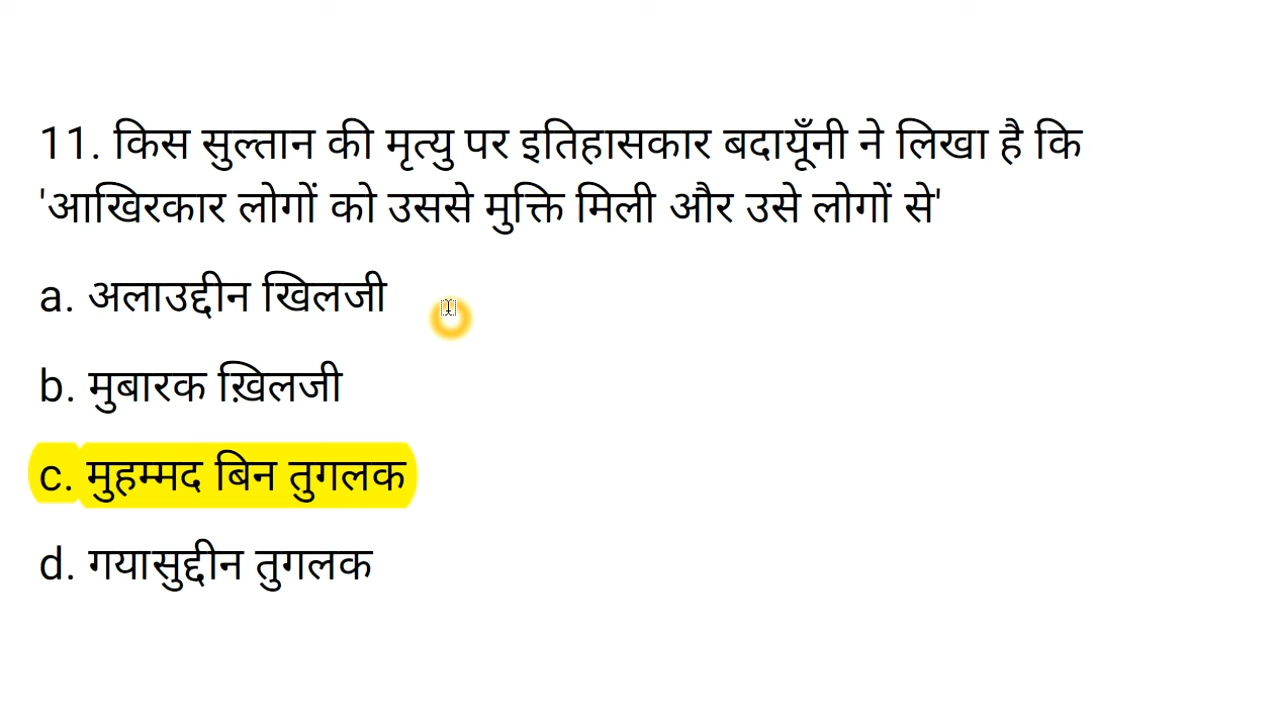 11. किस सुल्तान की मृत्यु पर इतिहासकार बदायूँनी ने लिखा है कि
'आखिरकार लोगों को उससे मुक्ति मिली और उसे लोगों से'
a. अलाउद्दीन खिलजी
b. मुबारक ख़िलजी
c. मुहम्मद बिन तुगलक
d. गयासुद्दीन तुगलक